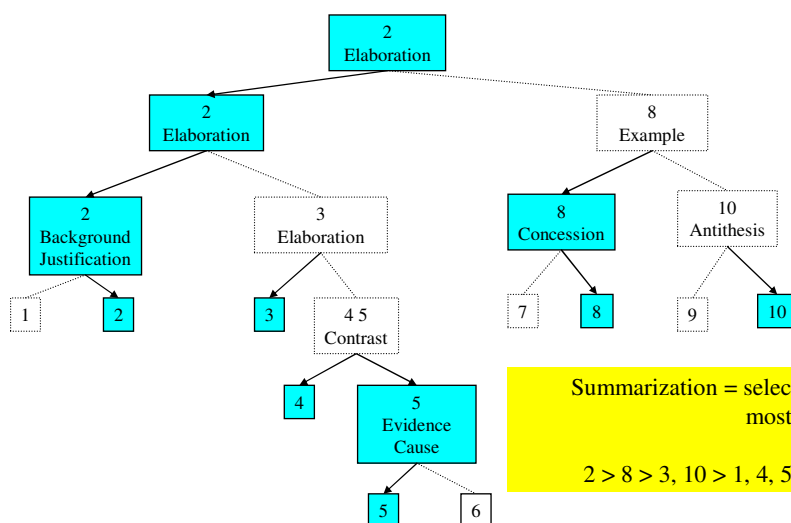 2
Elaboration
2
Elaboration
8
Example
2
Background
Justification
3
Elaboration
8
Concession
10
Antithesis
1
2
3
4 5
Contrast
7
8
9
10
4
5
Evidence
Cause
Summarization = selec
most
2 > 8 > 3, 10 > 1, 4, 5
5
6